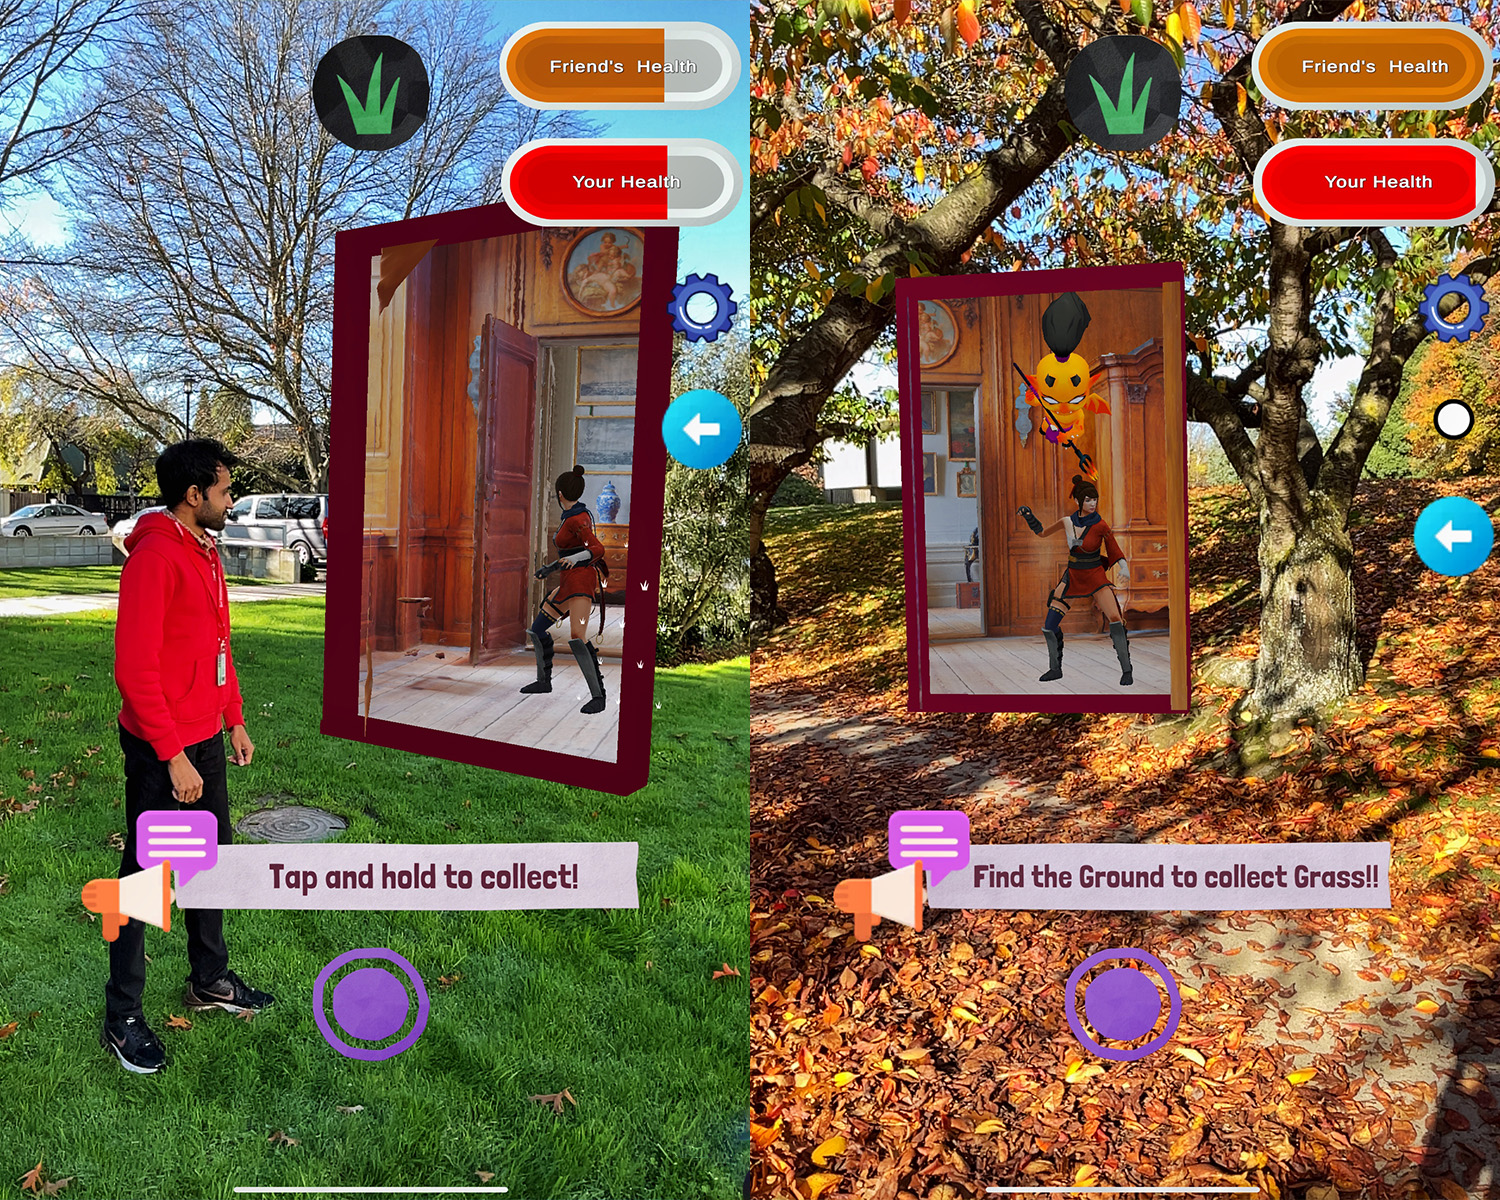 Friend's Health
Your Health
Tap and hold to collect!
Friend's Health
Your Health
Find the Ground to collect Grass!!